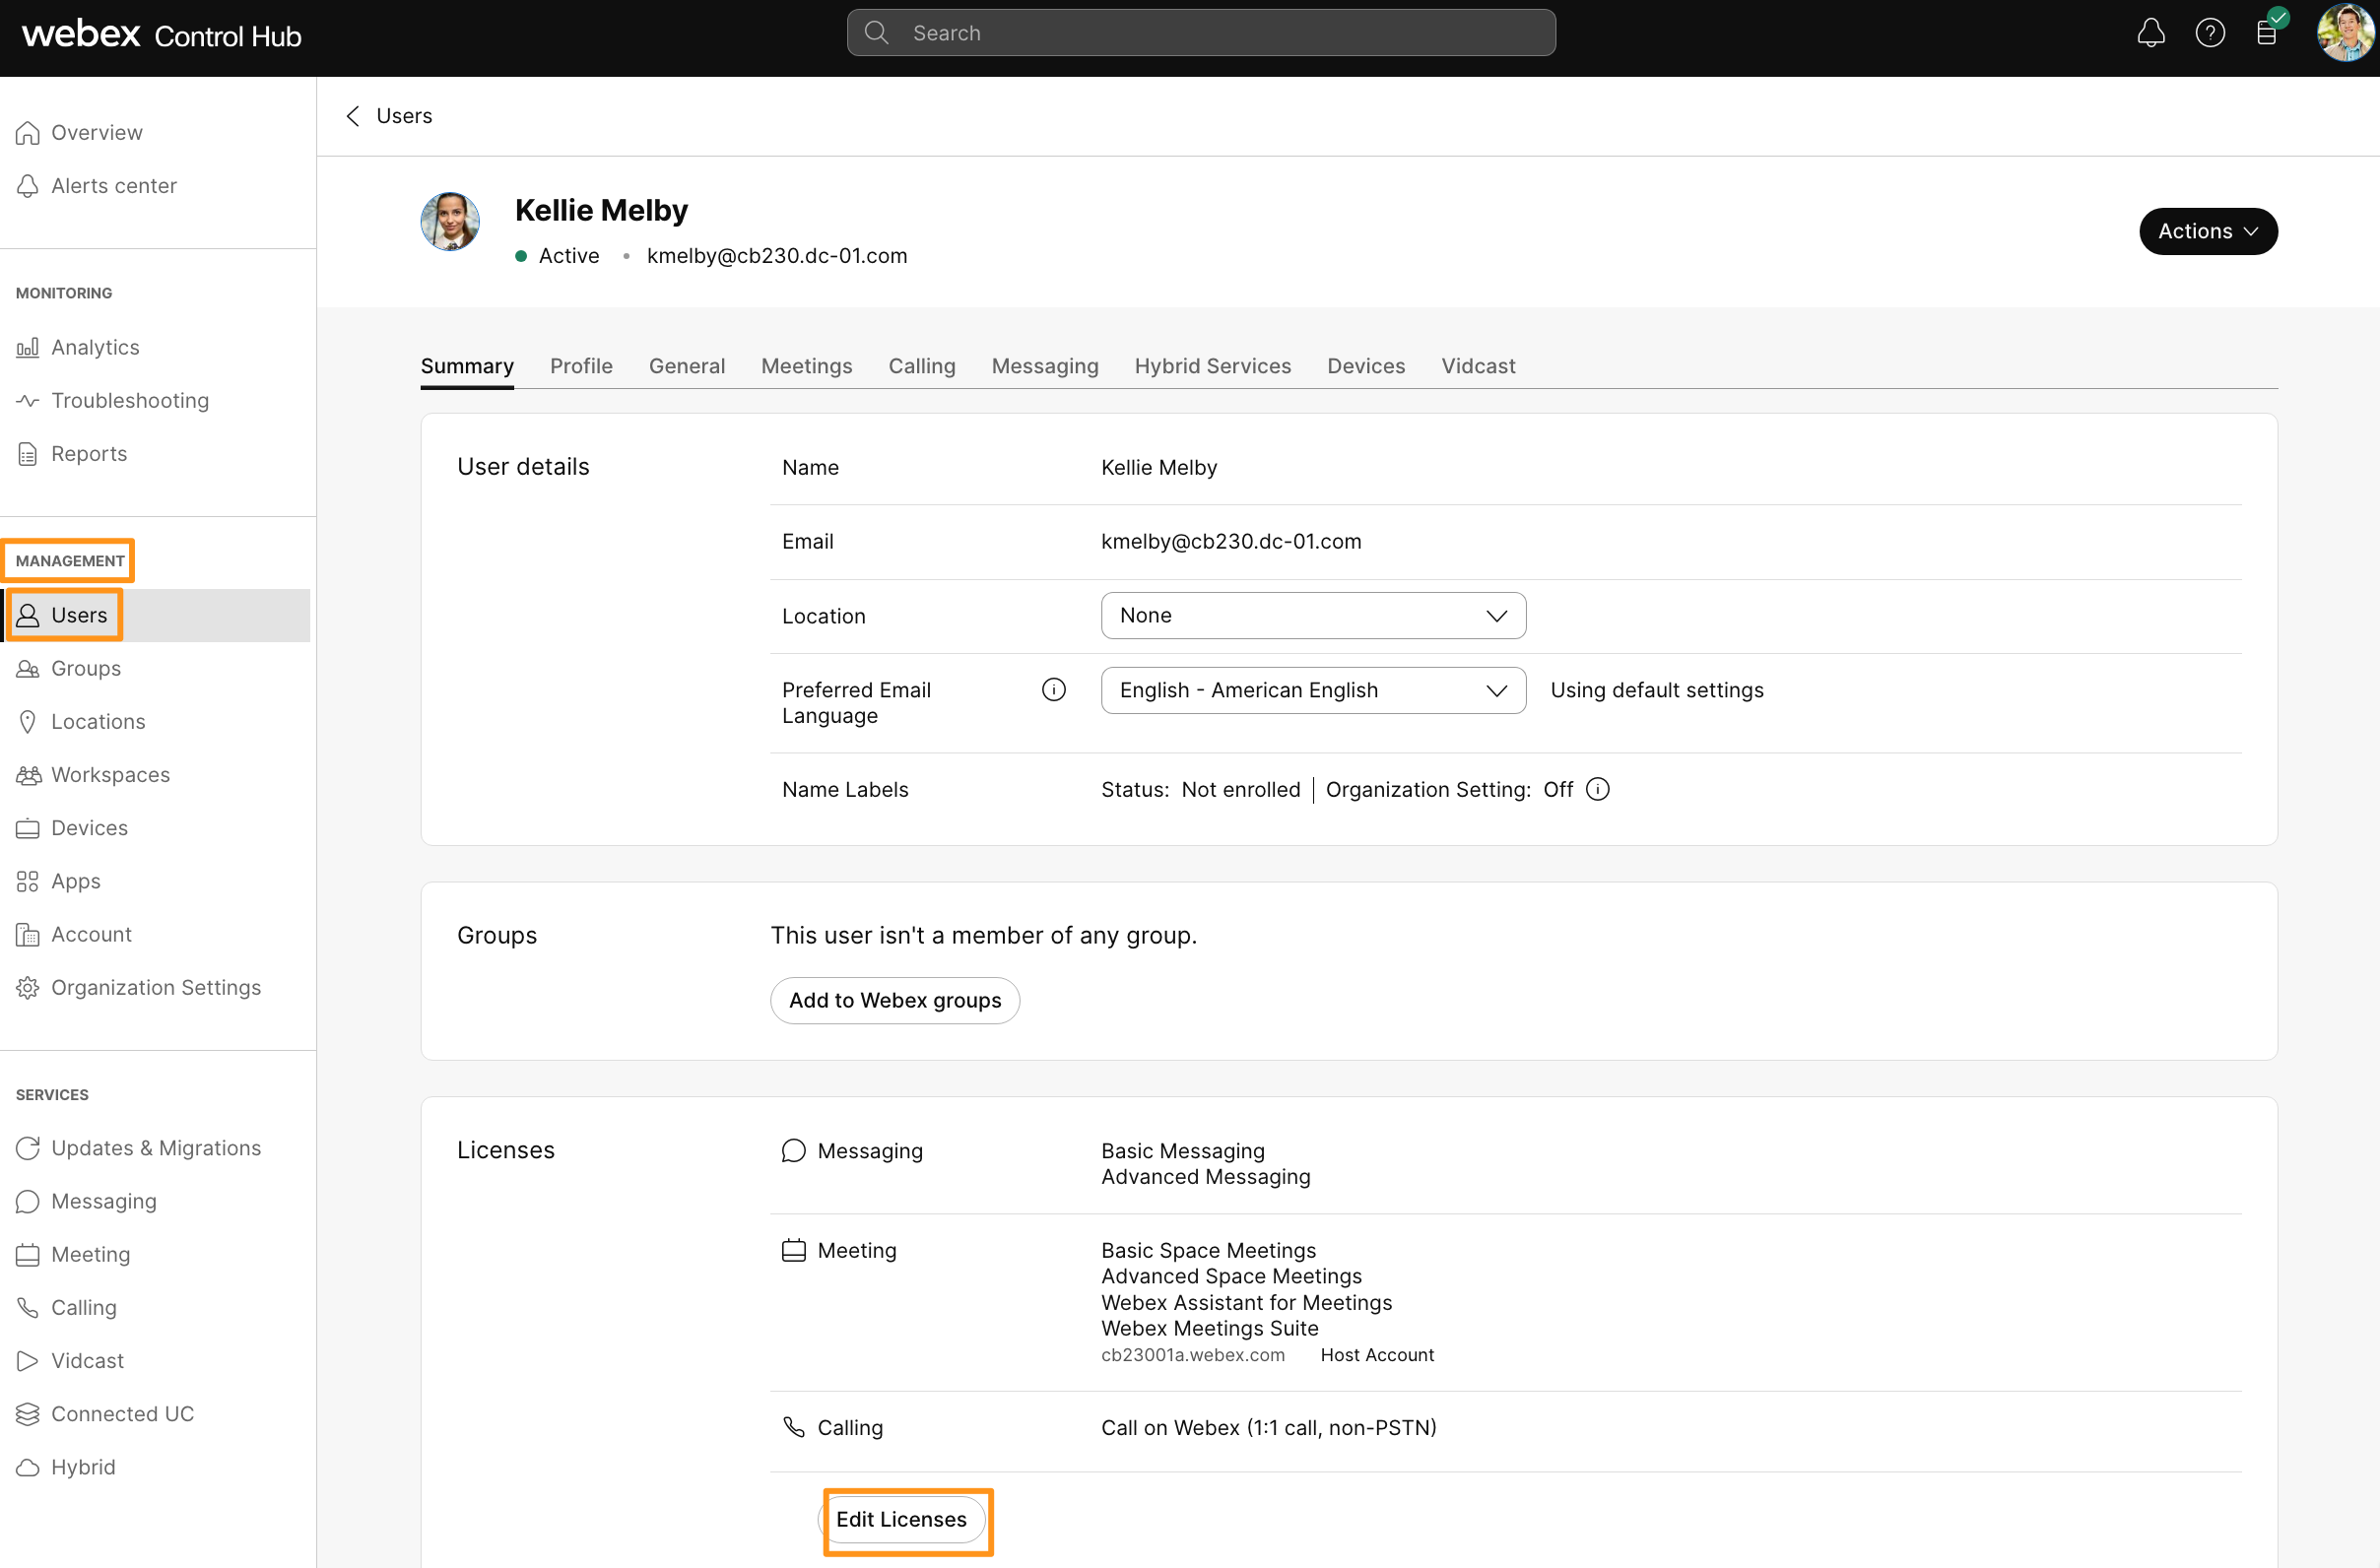 webex Control Hub
Search
Overview
Alerts center
MONITORING
Analytics
Troubleshooting
Reports
MANAGEMENT
Users
Groups
Locations
Workspaces
Devices
Apps
Account
Organization Settings
SERVICES
Updates & Migrations
Messaging
Meeting
Calling
Vidcast
Connected UC
Hybrid
Users
Kellie Melby
Active • kmelby@cb230.dc-01.com
Actions
Summary Profile General Meetings Calling Messaging Hybrid Services Devices Vidcast
User details
Name Kellie Melby
Email kmelby@cb230.dc-01.com
Location None
Preferred Email English - American English Using default settings
Language
Name Labels Status: Not enrolled | Organization Setting: Off
Groups This user isn't a member of any group.
Add to Webex groups
Licenses
Messaging Basic Messaging
Advanced Messaging
Meeting Basic Space Meetings
Advanced Space Meetings
Webex Assistant for Meetings
Webex Meetings Suite
cb23001a.webex.com Host Account
Calling Call on Webex (1:1 call, non-PSTN)
Edit Licenses